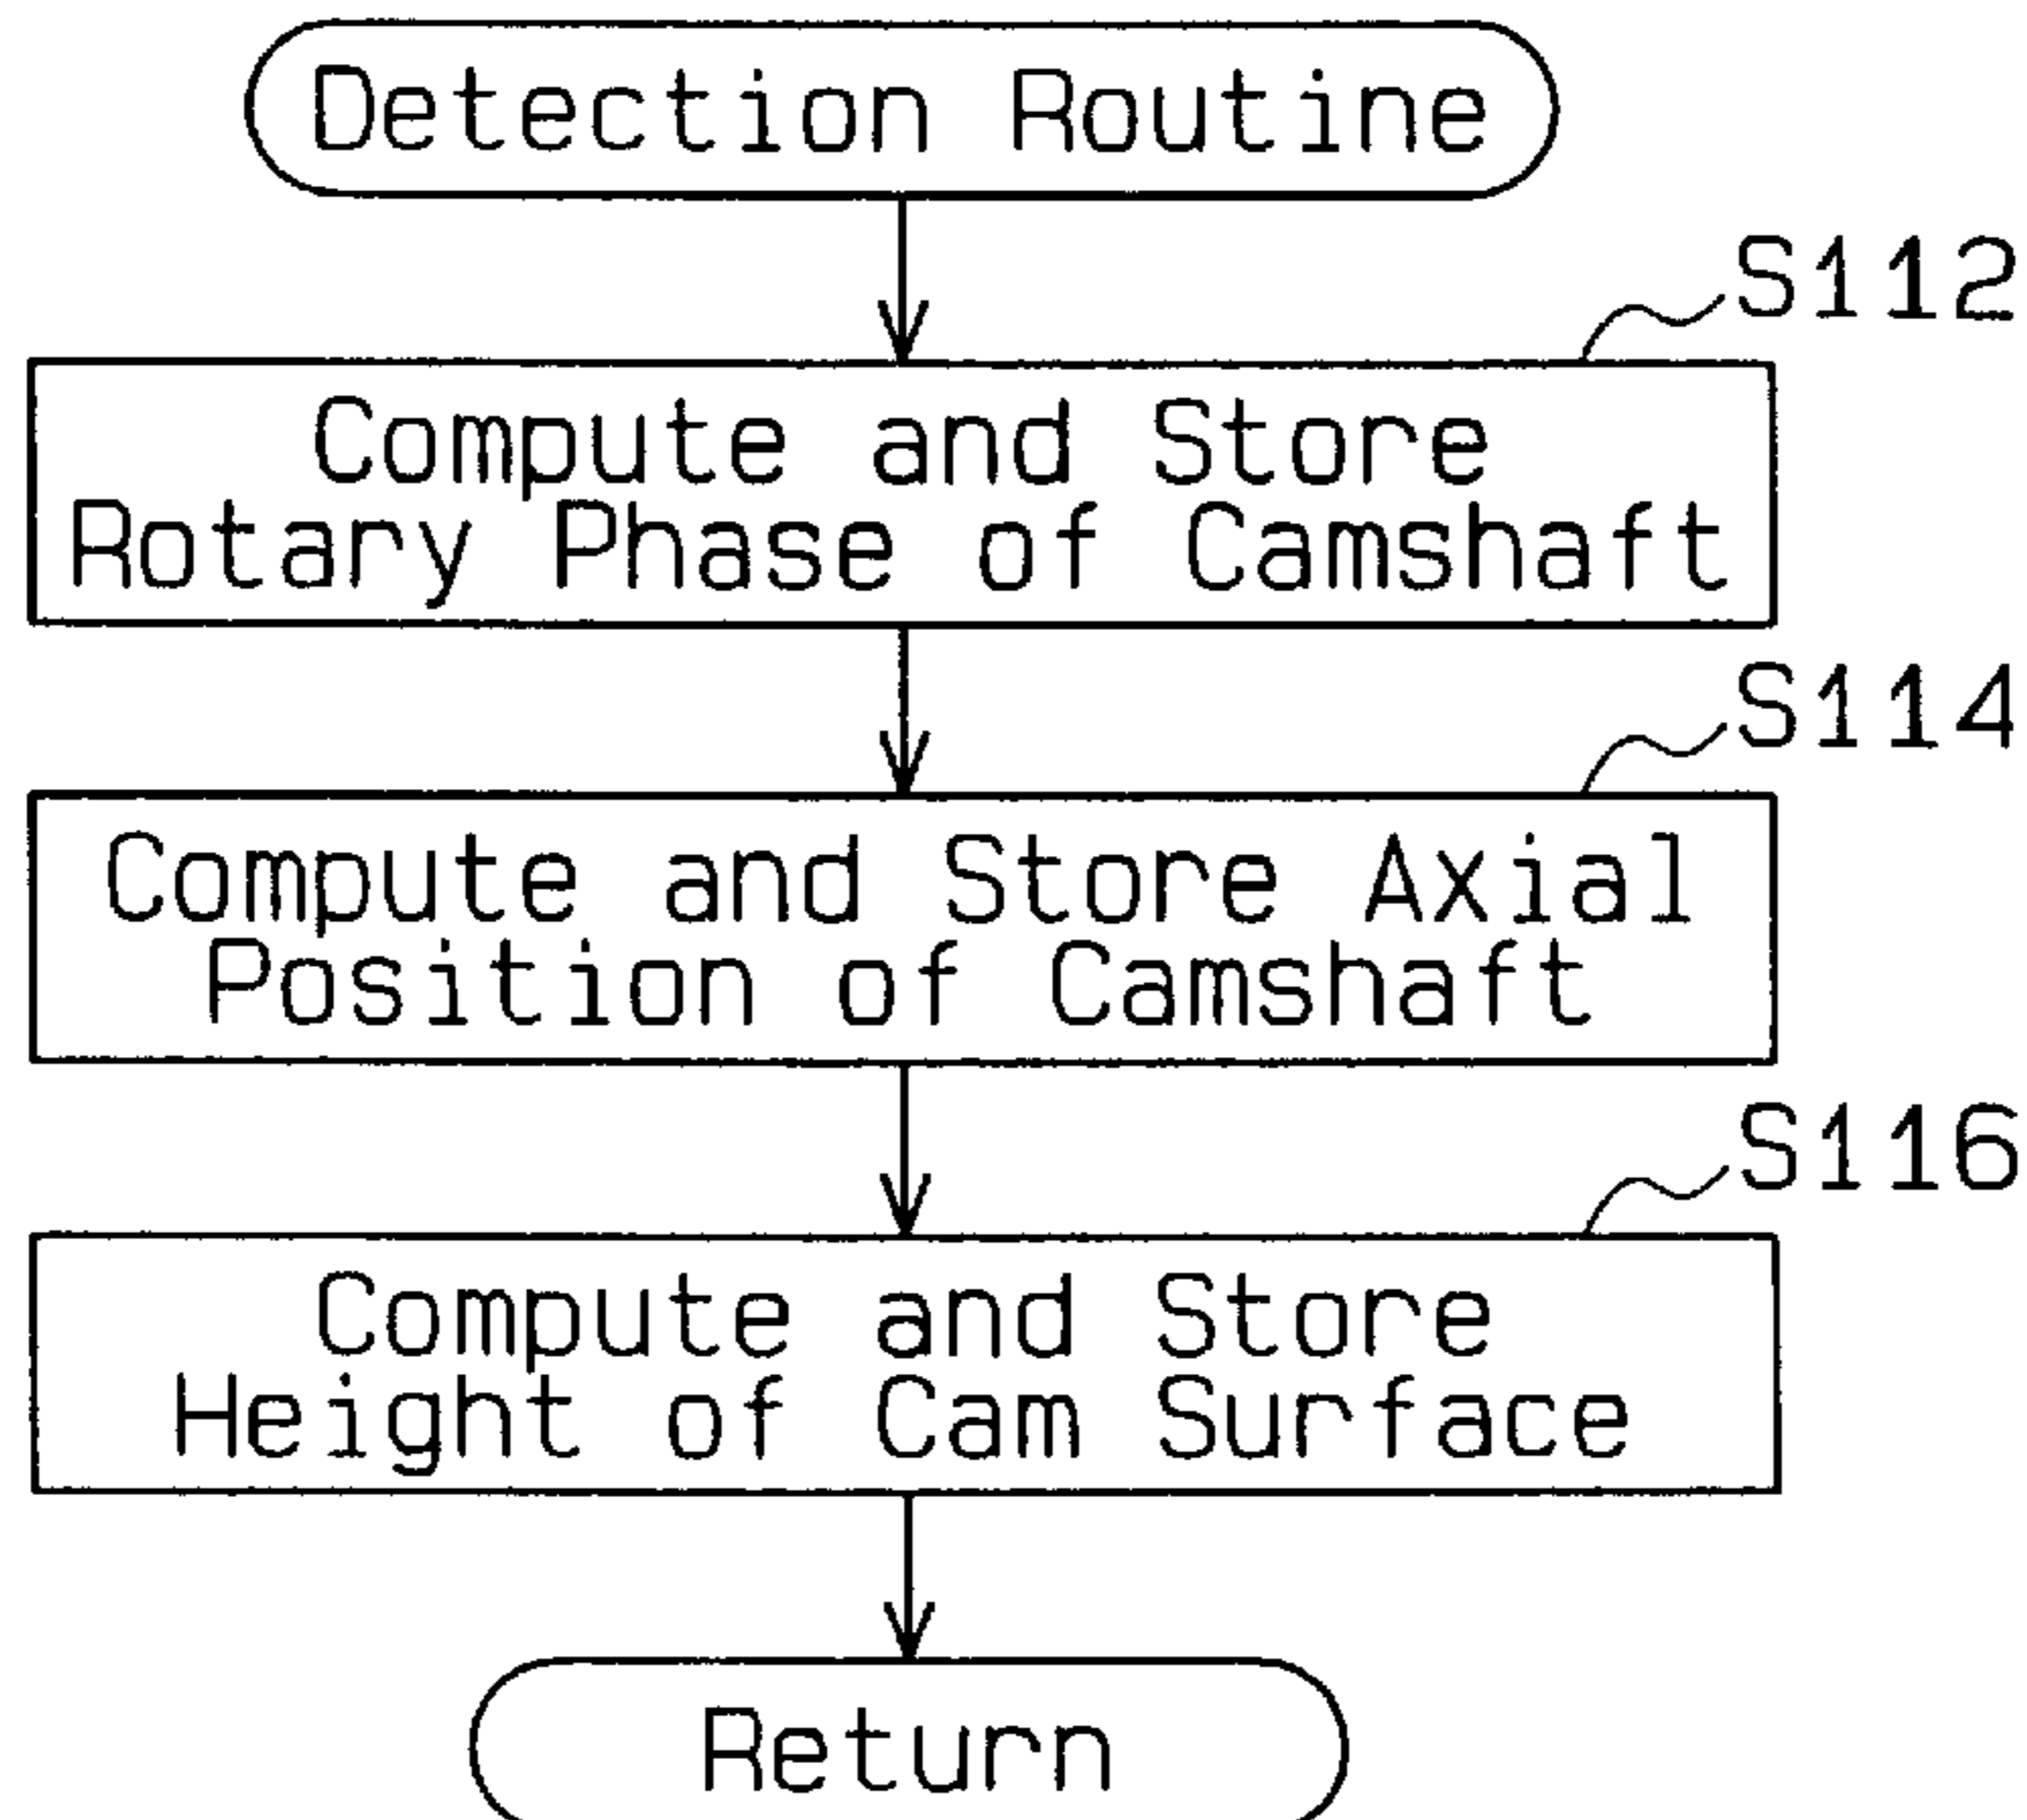 Detection Routine
S112
Compute and Store
Rotary Phase of Camshaft
S114
Compute and Store Axial
Position of Camshaft
S116
Compute and Store
Height of Cam Surface
Return